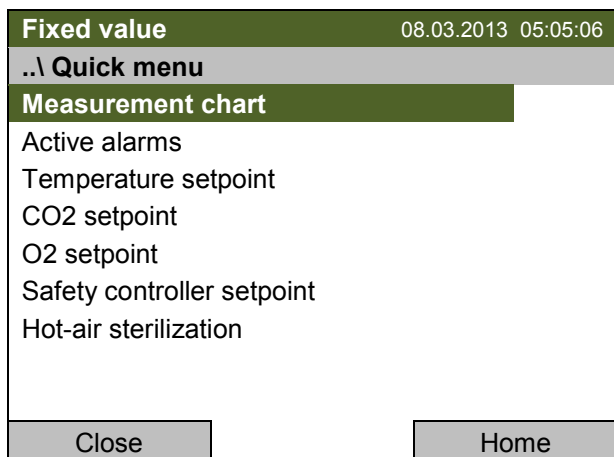 Fixed value 08.03.2013 05:05:06
..\ Quick menu
Measurement chart
Active alarms
Temperature setpoint
CO2 setpoint
O2 setpoint
Safety controller setpoint
Hot-air sterilization
Close Home